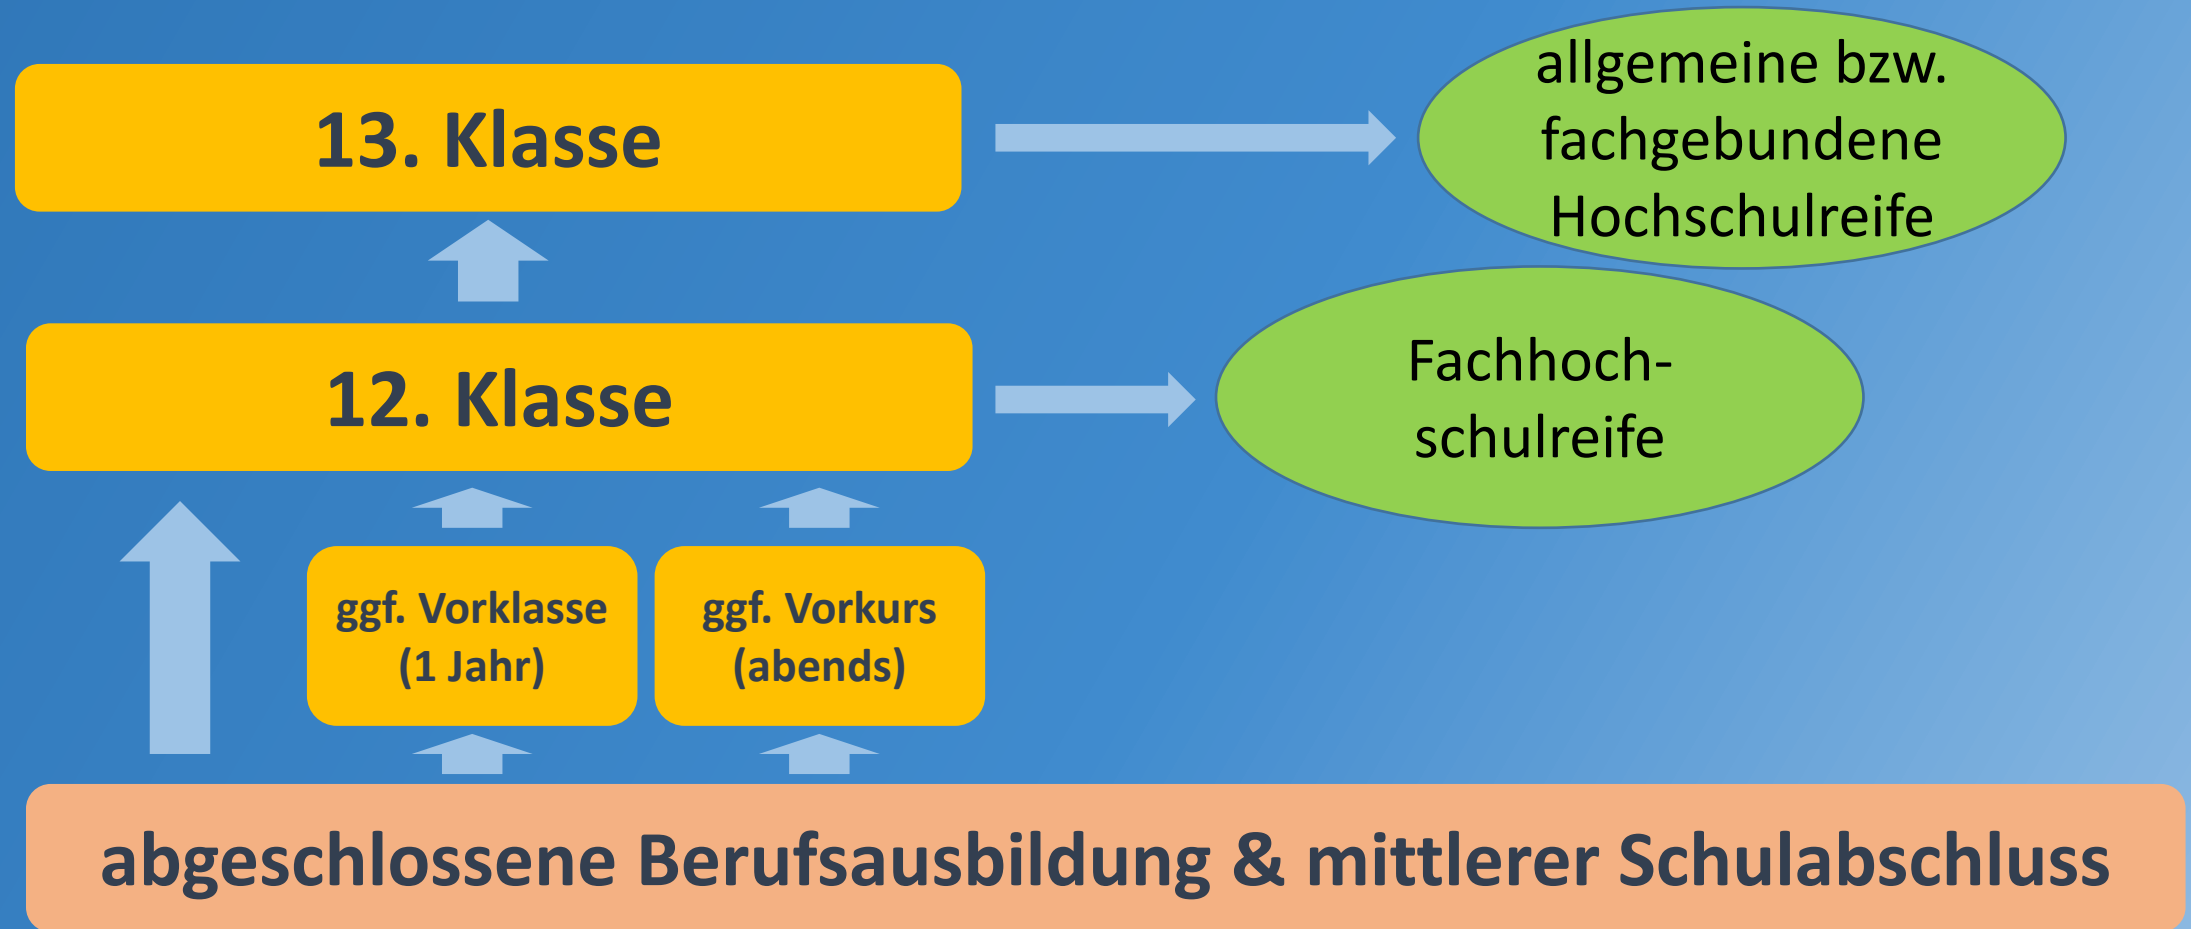 13. Klasse
allgemeine bzw.
fachgebundene
Hochschulreife
12. Klasse
Fachhoch-
schulreife
ggf. Vorklasse
(1 Jahr)
ggf. Vorkurs
(abends)
abgeschlossene Berufsausbildung & mittlerer Schulabschluss